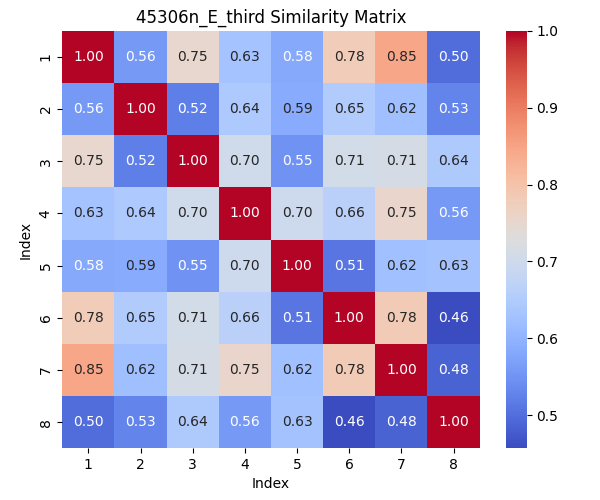 45306n_E_third Similarity Matrix
1 1.00 0.56 0.75 0.63 0.58 0.78 0.85 0.50
2 0.56 1.00 0.52 0.64 0.59 0.65 0.62 0.53
3 0.75 0.52 1.00 0.70 0.55 0.71 0.71 0.64
4 0.63 0.64 0.70 1.00 0.70 0.66 0.75 0.56
5 0.58 0.59 0.55 0.70 1.00 0.51 0.62 0.63
6 0.78 0.65 0.71 0.66 0.51 1.00 0.78 0.46
7 0.85 0.62 0.71 0.75 0.62 0.78 1.00 0.48
8 0.50 0.53 0.64 0.56 0.63 0.46 0.48 1.00
1 2 3 4 5 6 7 8
Index
Index
1.0
0.9
0.8
0.7
0.6
0.5